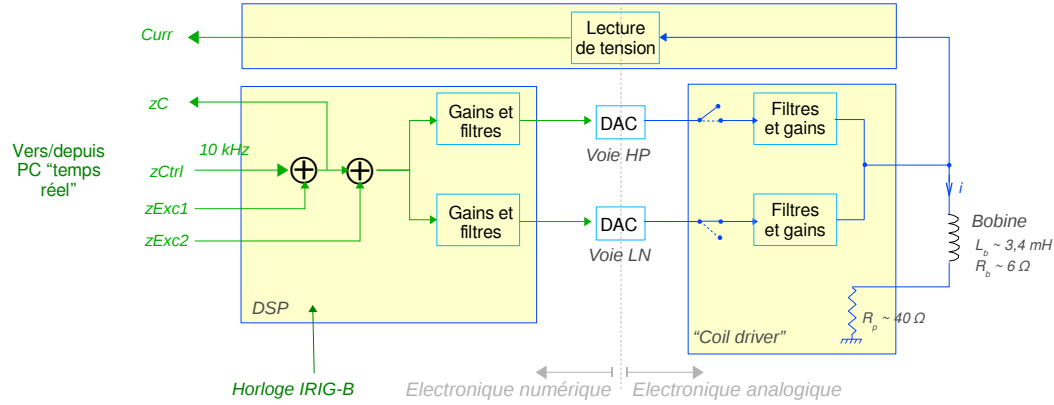 Curr
Lecture
de tension
zC
10 kHz
Vers/depuis
PC “temps
réel”
zCtrl
zExc1
zExc2
Gains et
filtres
Gains et
filtres
DSP
DAC
Voie HP
DAC
Voie LN
Filtres
et gains
Filtres
et gains
i
Bobine
L_b ~ 3,4 mH
R_b ~ 6 Ω
R_p ~ 40 Ω
“Coil driver”
Horloge IRIG-B
Electronique numérique
Electronique analogique